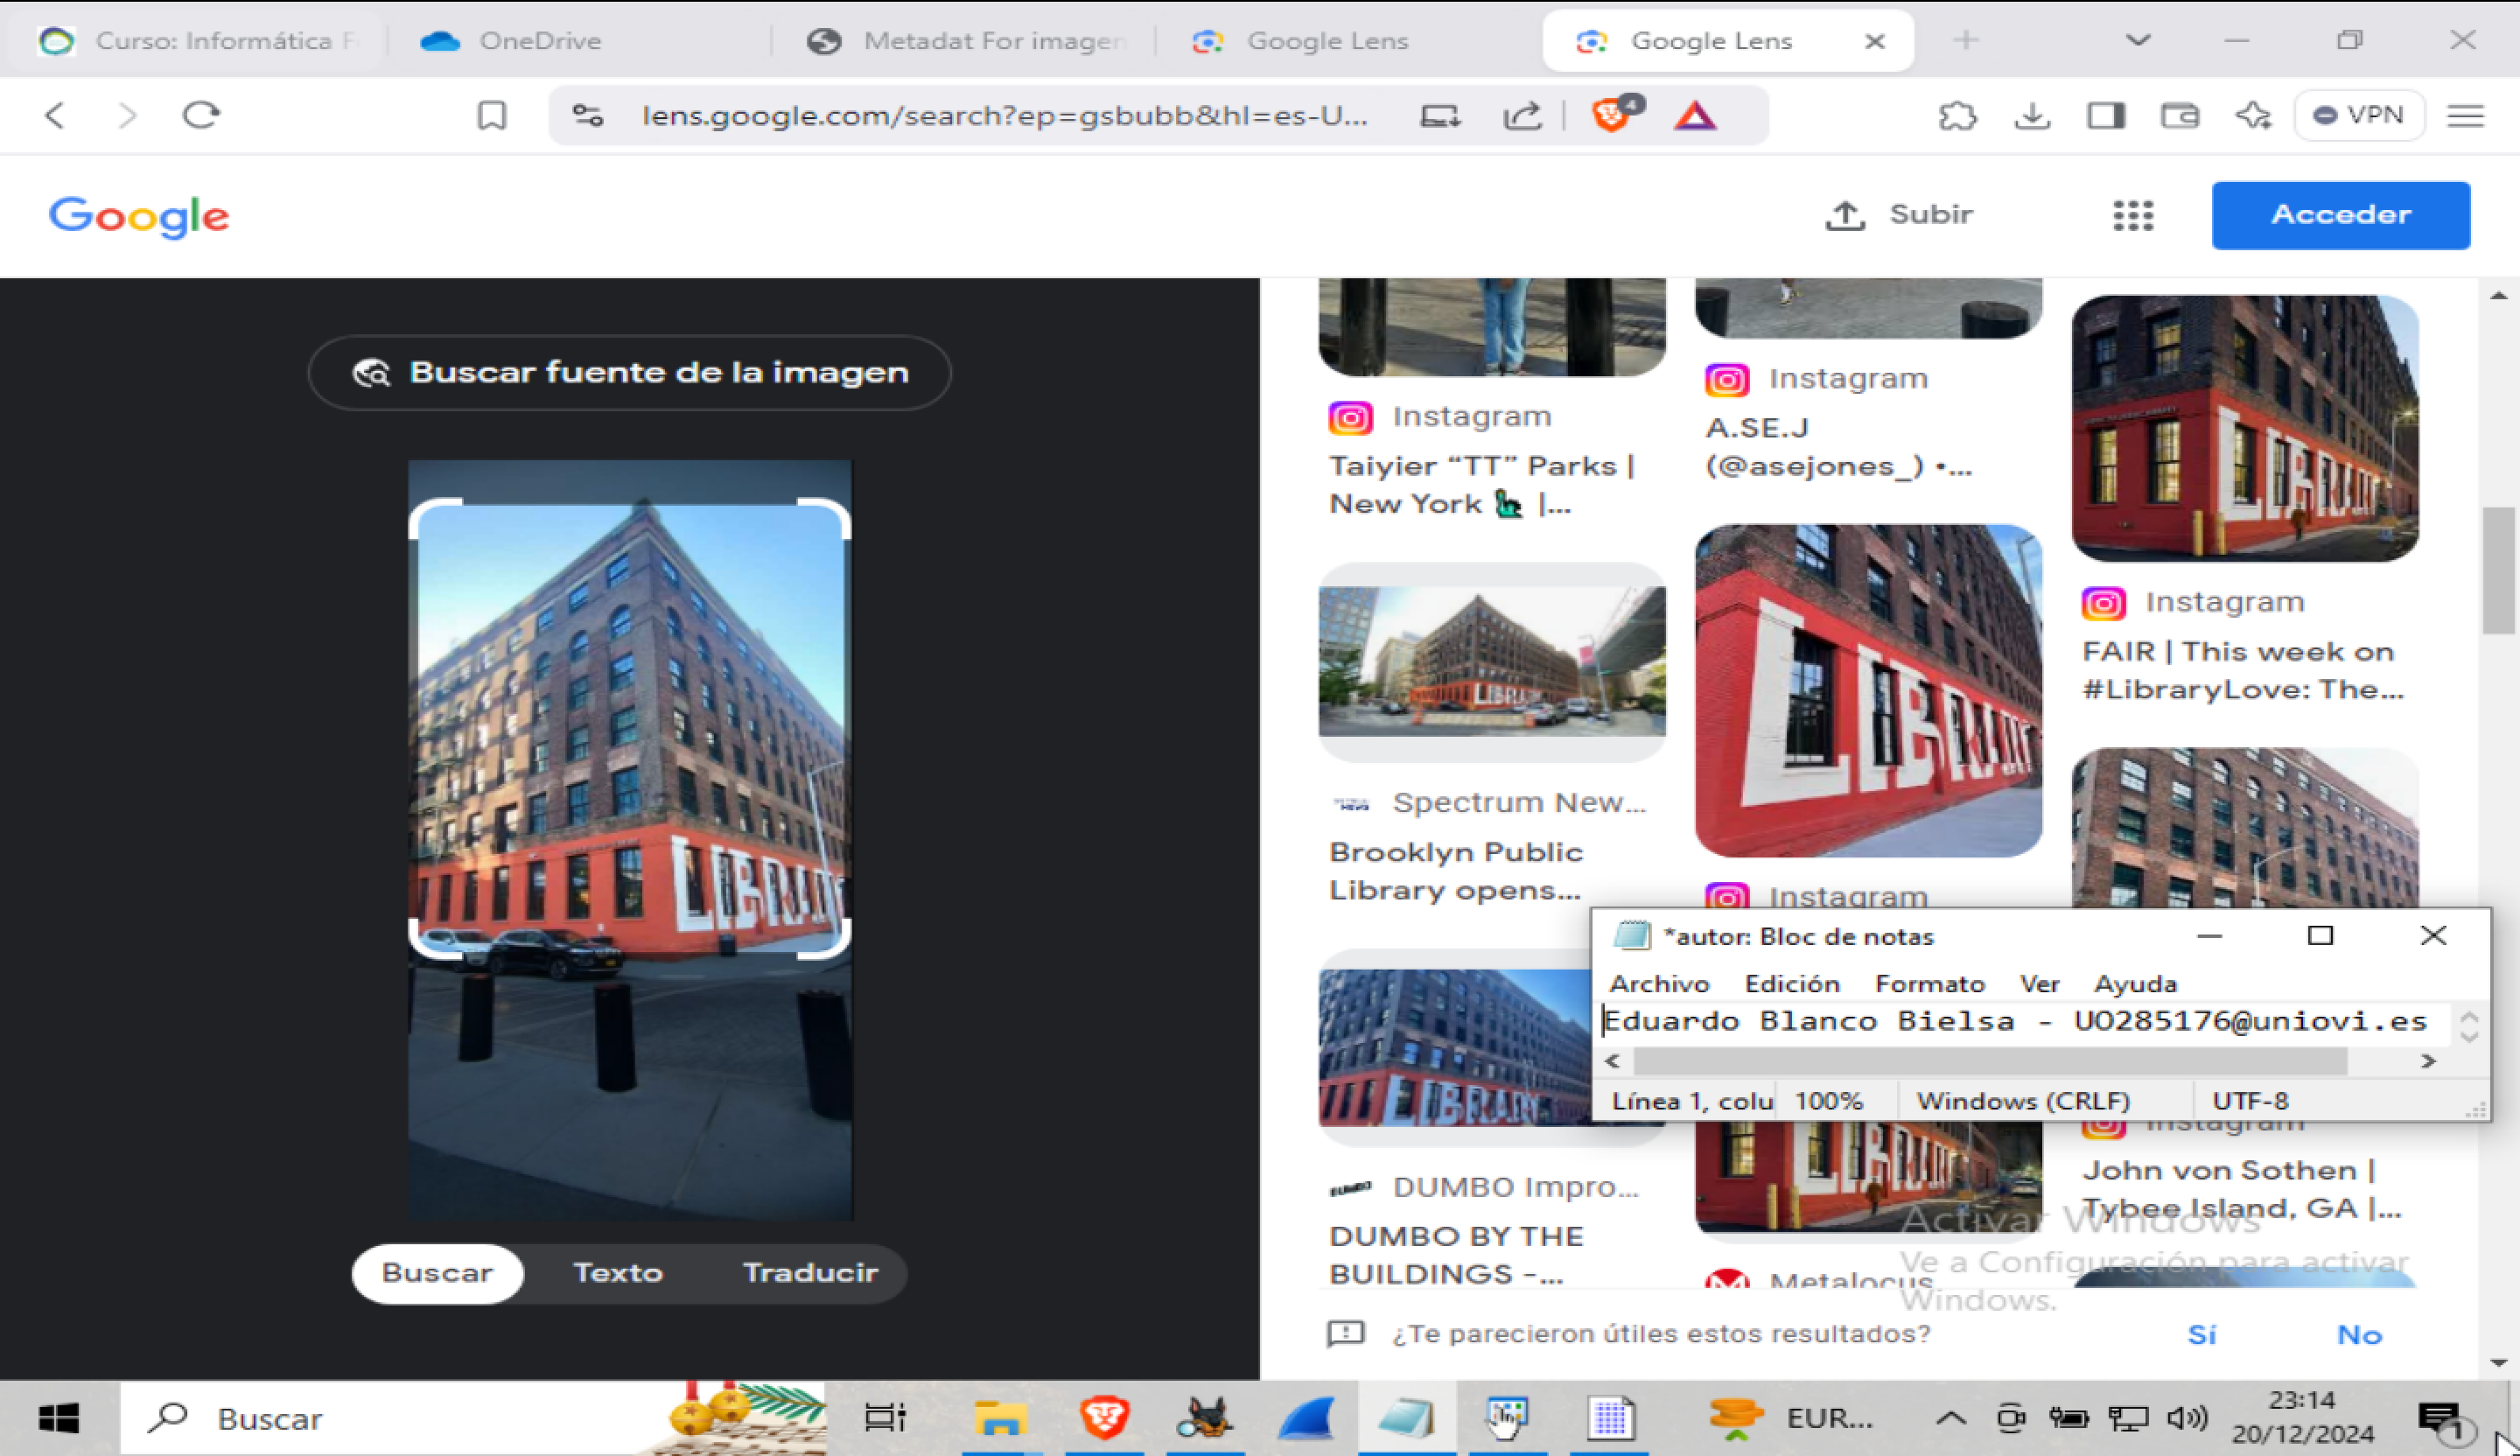 Curso: Informática F
OneDrive
Metadat For imagen
Google Lens
Google Lens
lens.google.com/search?ep=gsbubb&hl=es-U...
4
VPN
Google
Subir
Acceder
Buscar fuente de la imagen
LIBRARY
Buscar
Texto
Traducir
Instagram
Taiyier “TT” Parks |
New York 🗽 |...
Spectrum New...
Brooklyn Public
Library opens...
LIBRARY
DUMBO Impro...
DUMBO BY THE
BUILDINGS -...
Instagram
A.SE.J
(@asejones_) •...
LIBRARY
Instagram
LIBRARY
Metalocus
LIBRARY
Instagram
FAIR | This week on
#LibraryLove: The...
Instagram
John von Sothen |
Tybee Island, GA |...
*autor: Bloc de notas
Archivo Edición Formato Ver Ayuda
Eduardo Blanco Bielsa - UO285176@uniovi.es
Línea 1, colu 100% Windows (CRLF) UTF-8
Activar Windows
Ve a Configuración para activar
Windows.
¿Te parecieron útiles estos resultados?
Sí
No
Buscar
EUR...
23:14
20/12/2024
1